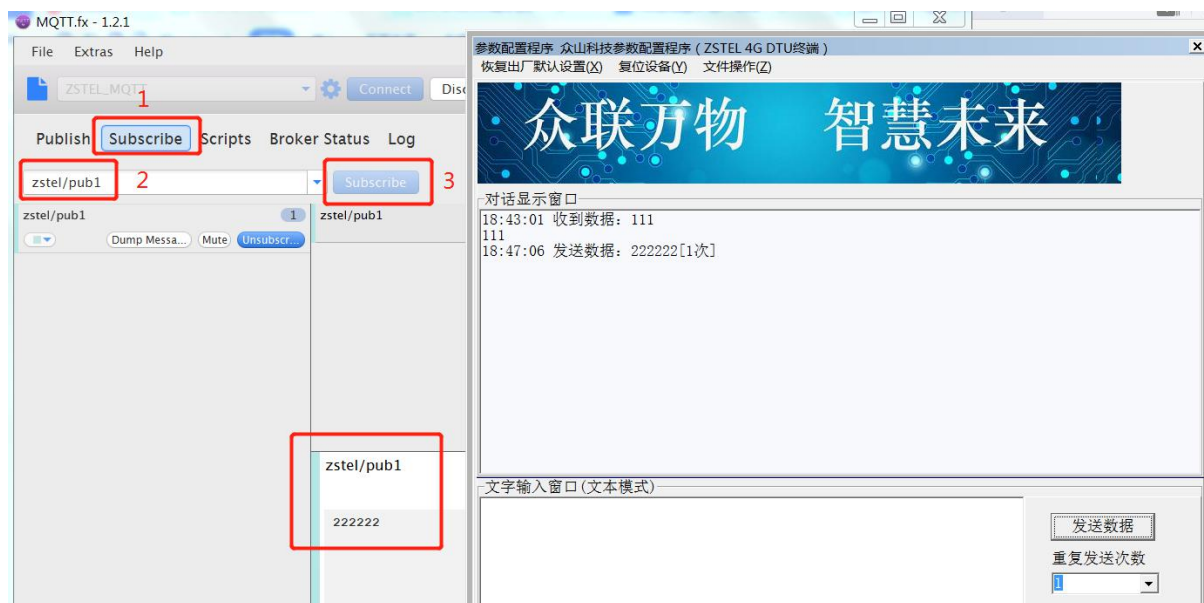 MQTT.fx - 1.2.1
File Extras Help
ZSTEL_MQTT
Connect
1
Publish Subscribe Scripts Broker Status Log
zstel/pub1 2 Subscribe 3
zstel/pub1 1 zstel/pub1
Dump Messa... Mute Unsubscr...
zstel/pub1
222222
参数配置程序 众山科技参数配置程序(ZSTEL 4G DTU终端)
恢复出厂默认设置(X) 复位设备(Y) 文件操作(Z)
众联万物 智慧未来
对话显示窗口
18:43:01 收到数据: 111
111
18:47:06 发送数据: 222222[1次]
文字输入窗口(文本模式)
发送数据
重复发送次数
1